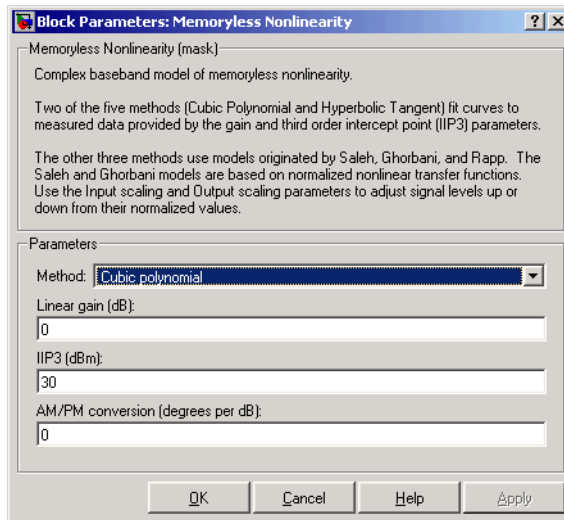 Block Parameters: Memoryless Nonlinearity
Memoryless Nonlinearity (mask)
Complex baseband model of memoryless nonlinearity.
Two of the five methods (Cubic Polynomial and Hyperbolic Tangent) fit curves to
measured data provided by the gain and third order intercept point (IIP3) parameters.
The other three methods use models originated by Saleh, Ghorbani, and Rapp. The
Saleh and Ghorbani models are based on normalized nonlinear transfer functions.
Use the Input scaling and Output scaling parameters to adjust signal levels up or
down from their normalized values.
Parameters
Method: Cubic polynomial
Linear gain (dB):
0
IIP3 (dBm):
30
AM/PM conversion (degrees per dB):
0
OK Cancel Help Apply